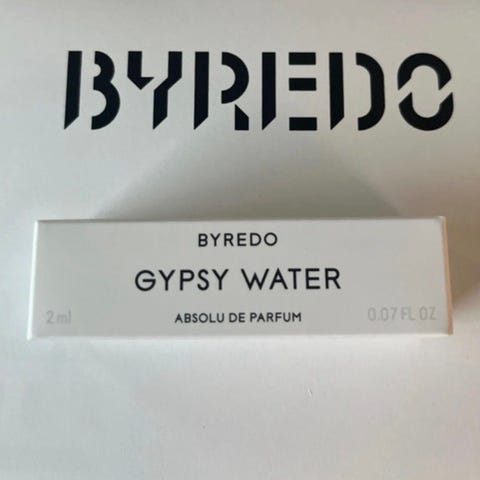 BYREDO
BYREDO
GYPSY WATER
2 ml ABSOLU DE PARFUM 0.07 FL OZ